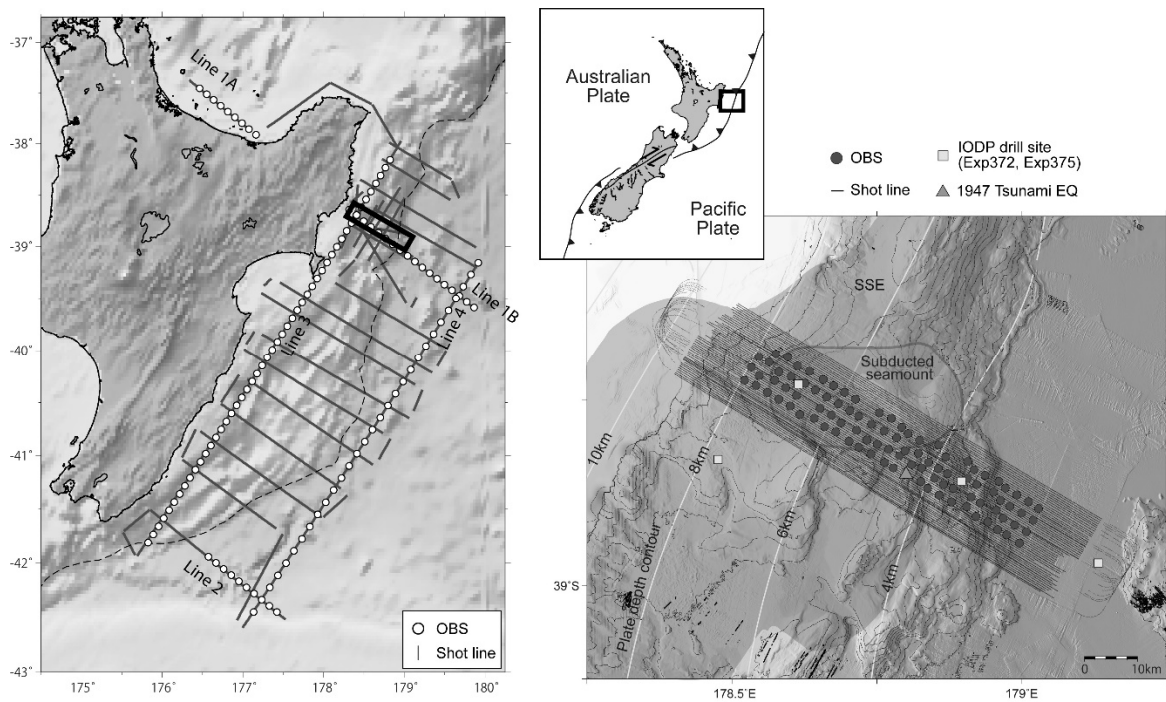 -37°
-38°
-39°
-40°
-41°
-42°
-43°
175°
176°
177°
178°
179°
180°
Line 1A
Line 3
Line 4
Line 1B
Line 2
OBS
Shot line
Australian
Plate
Pacific
Plate
OBS
Shot line
IODP drill site
(Exp372, Exp375)
1947 Tsunami EQ
SSE
Subducted
seamount
10km
8km
6km
4km
Plate depth contour
39°S
178.5°
179°E
0
10km